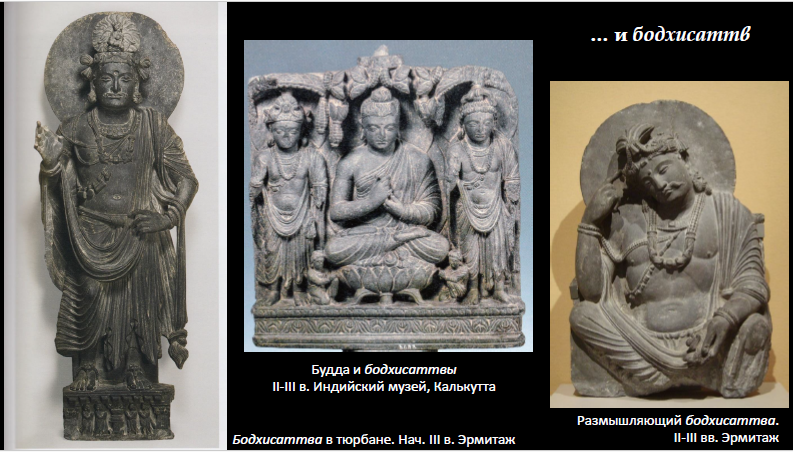 ... и бодхисаттв
Будда и бодхисаттвы
II-III в. Индийский музей, Калькутта
Размышляющий бодхисаттва.
II-III вв. Эрмитаж
Бодхисаттва в тюрбане. Нач. III в. Эрмитаж